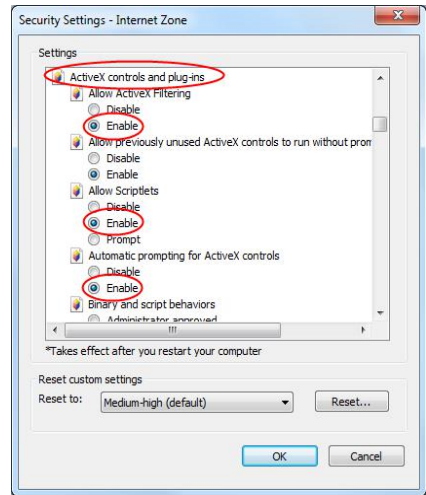 Security Settings - Internet Zone
Settings
ActiveX controls and plug-ins
Allow ActiveX Filtering
Disable
Enable
Allow previously unused ActiveX controls to run without prom
Disable
Enable
Allow Scriptlets
Disable
Enable
Prompt
Automatic prompting for ActiveX controls
Disable
Enable
Binary and script behaviors
Administrator approved
*Takes effect after you restart your computer
Reset custom settings
Reset to:
Medium-high (default)
Reset...
OK
Cancel